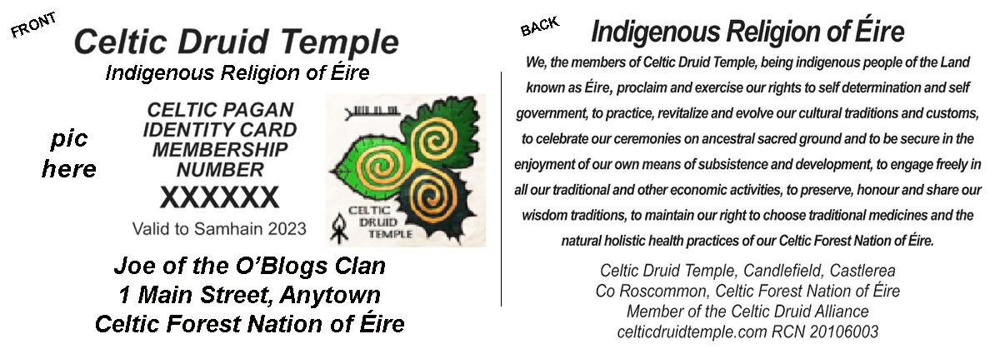 FRONT
Celtic Druid Temple
Indigenous Religion of Éire
CELTIC PAGAN
IDENTITY CARD
MEMBERSHIP
NUMBER
XXXXXX
Valid to Samhain 2023
pic
here
CELTIC
DRUID
TEMPLE
Joe of the O’Blogs Clan
1 Main Street, Anytown
Celtic Forest Nation of Éire
BACK
Indigenous Religion of Éire
We, the members of Celtic Druid Temple, being indigenous people of the Land
known as Éire, proclaim and exercise our rights to self determination and self
government, to practice, revitalize and evolve our cultural traditions and customs,
to celebrate our ceremonies on ancestral sacred ground and to be secure in the
enjoyment of our own means of subsistence and development, to engage freely in
all our traditional and other economic activities, to preserve, honour and share our
wisdom traditions, to maintain our right to choose traditional medicines and the
natural holistic health practices of our Celtic Forest Nation of Éire.
Celtic Druid Temple, Candlefield, Castlerea
Co Roscommon, Celtic Forest Nation of Éire
Member of the Celtic Druid Alliance
celticdruidtemple.com RCN 20106003